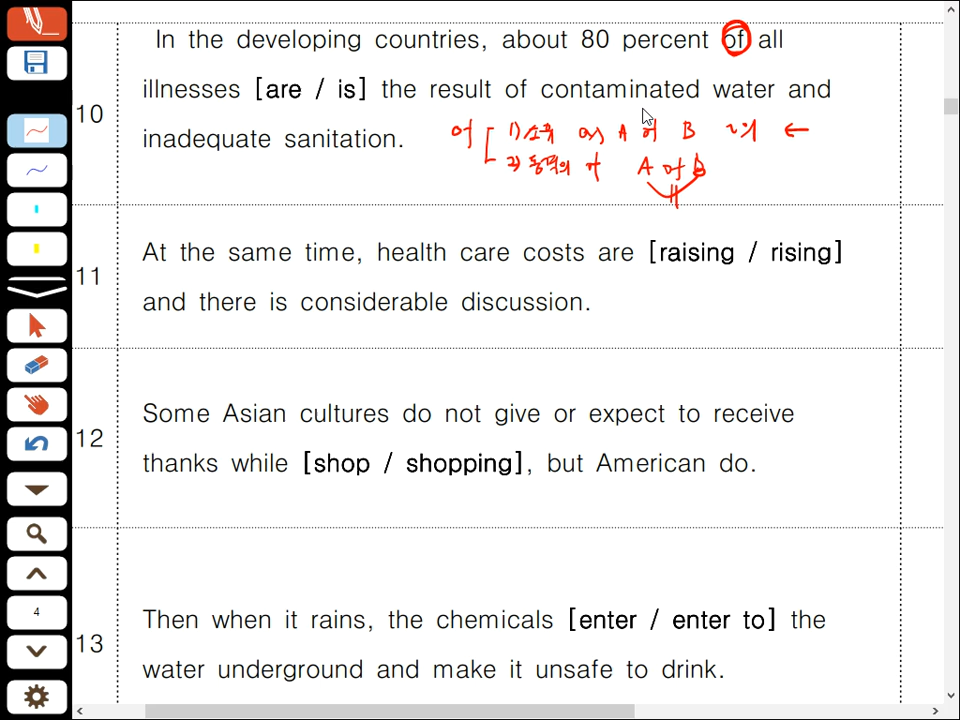 In the developing countries, about 80 percent of all
10
illnesses [are / is] the result of contaminated water and
inadequate sanitation.
1) 소유 A of B
2) 동격의 A of B
At the same time, health care costs are [raising / rising]
11
and there is considerable discussion.
Some Asian cultures do not give or expect to receive
12
thanks while [shop / shopping], but American do.
Then when it rains, the chemicals [enter / enter to] the
13
water underground and make it unsafe to drink.
4